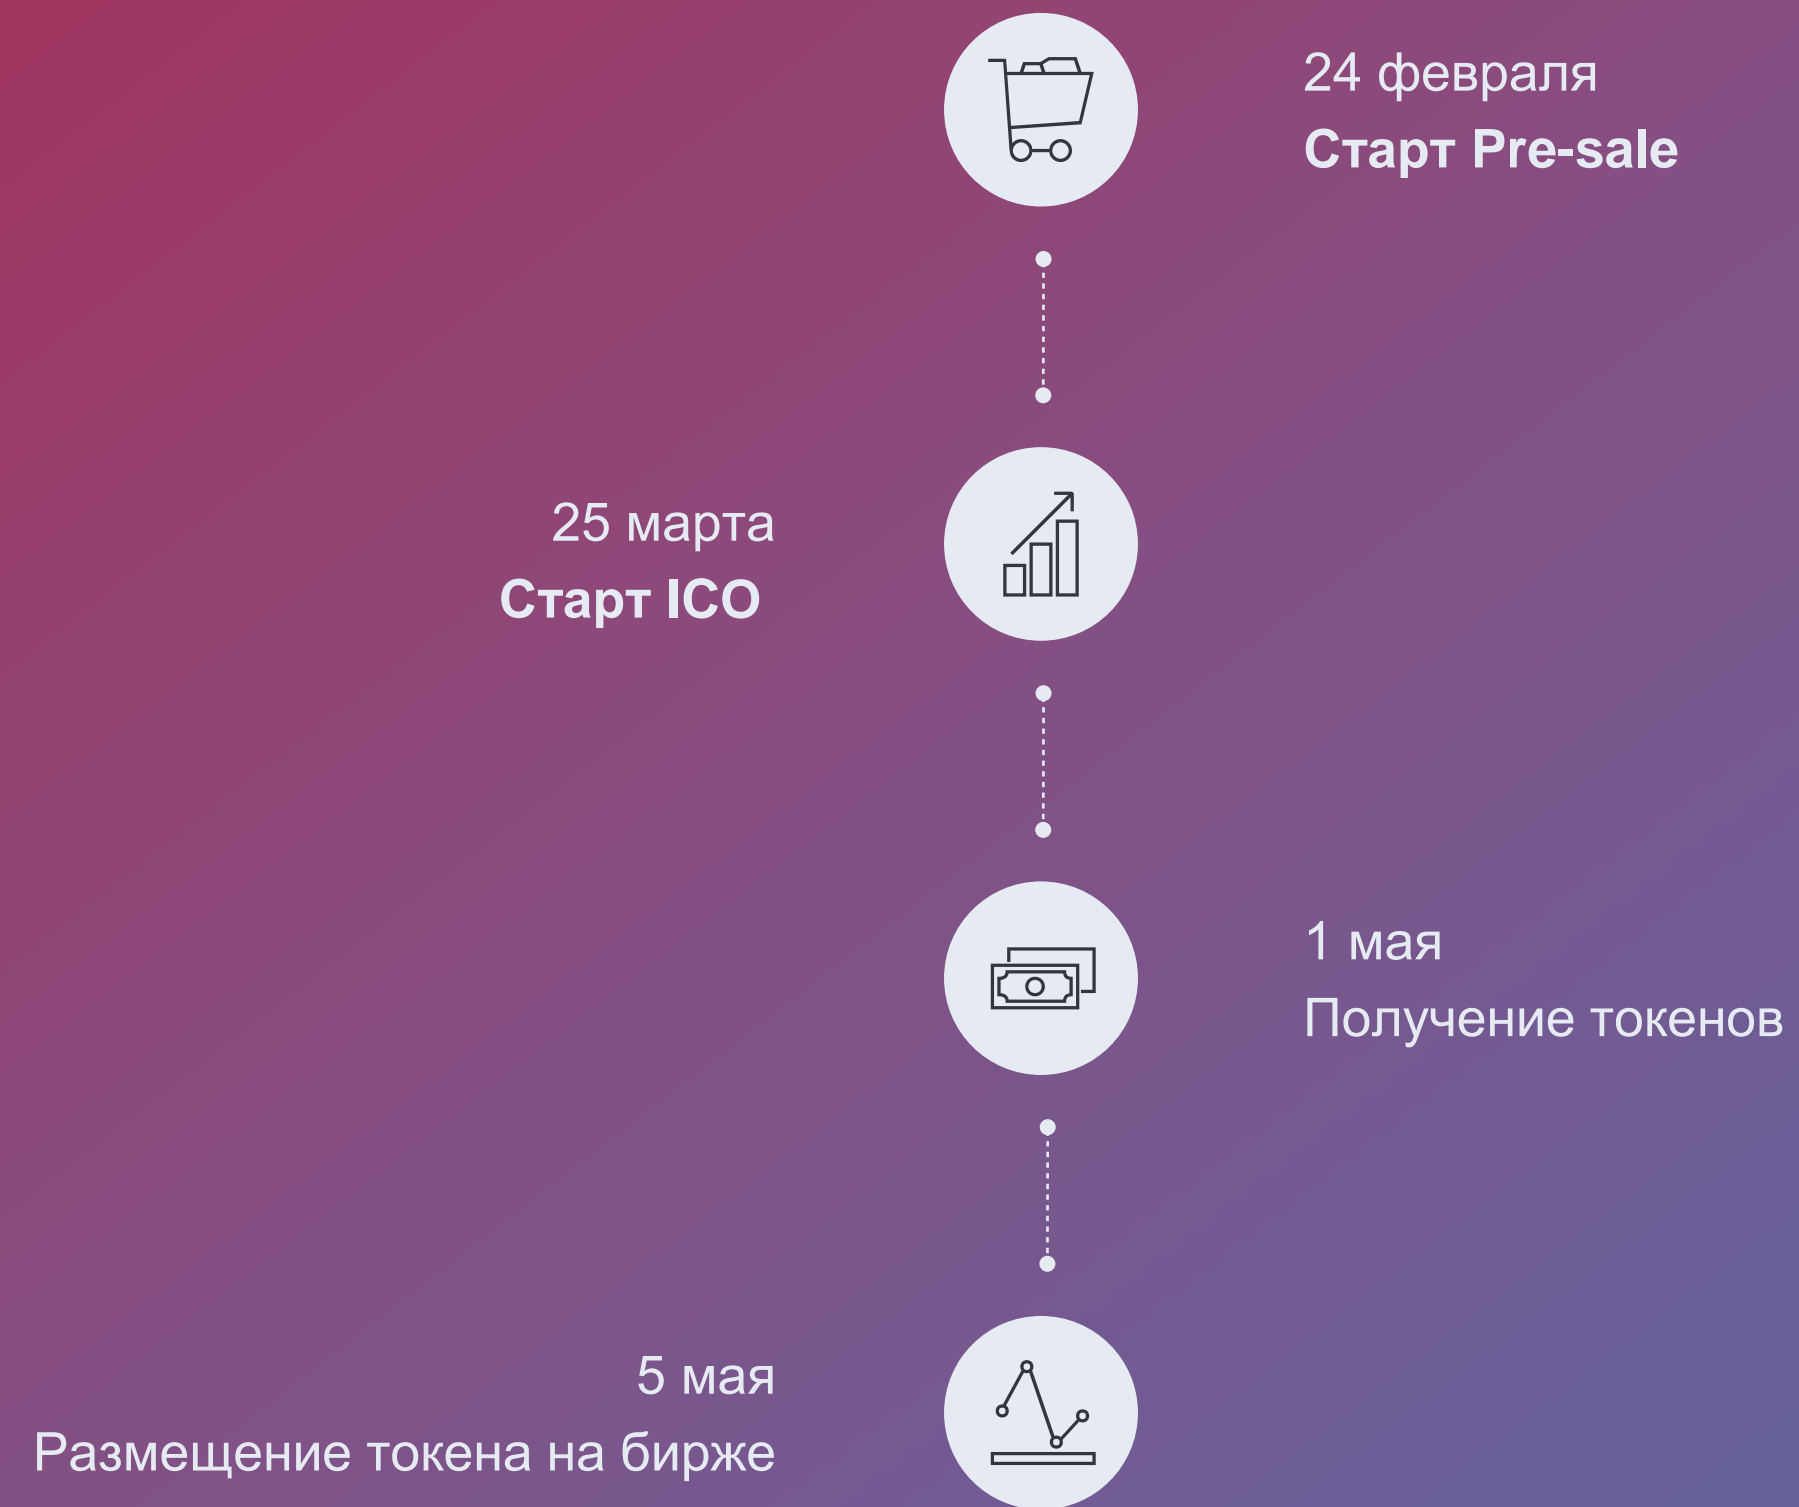 24 февраля
Старт Pre-sale
25 марта
Старт ICO
1 мая
Получение токенов
5 мая
Размещение токена на бирже